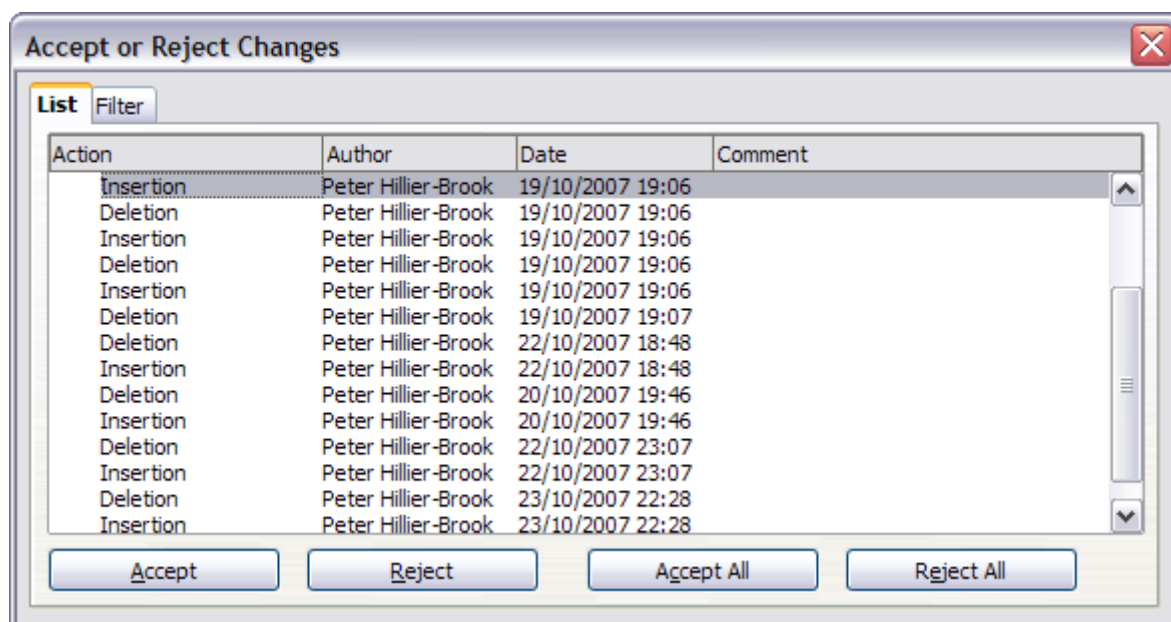 Accept or Reject Changes
List Filter
Action Author Date Comment
Insertion Peter Hillier-Brook 19/10/2007 19:06
Deletion Peter Hillier-Brook 19/10/2007 19:06
Insertion Peter Hillier-Brook 19/10/2007 19:06
Deletion Peter Hillier-Brook 19/10/2007 19:06
Insertion Peter Hillier-Brook 19/10/2007 19:06
Deletion Peter Hillier-Brook 19/10/2007 19:07
Deletion Peter Hillier-Brook 22/10/2007 18:48
Insertion Peter Hillier-Brook 22/10/2007 18:48
Deletion Peter Hillier-Brook 20/10/2007 19:46
Insertion Peter Hillier-Brook 20/10/2007 19:46
Deletion Peter Hillier-Brook 22/10/2007 23:07
Insertion Peter Hillier-Brook 22/10/2007 23:07
Deletion Peter Hillier-Brook 23/10/2007 22:28
Insertion Peter Hillier-Brook 23/10/2007 22:28
Accept Reject Accept All Reject All